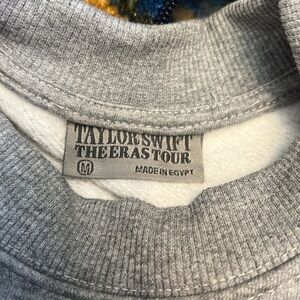 TAYLOR SWIFT
THE ERAS TOUR
M MADE IN EGYPT